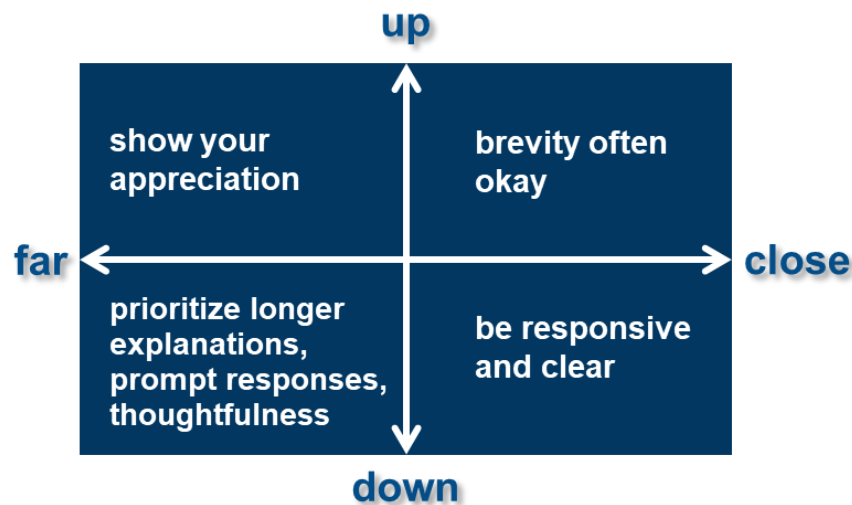 up
show your
appreciation
brevity often
okay
far
close
prioritize longer
explanations,
prompt responses,
thoughtfulness
be responsive
and clear
down